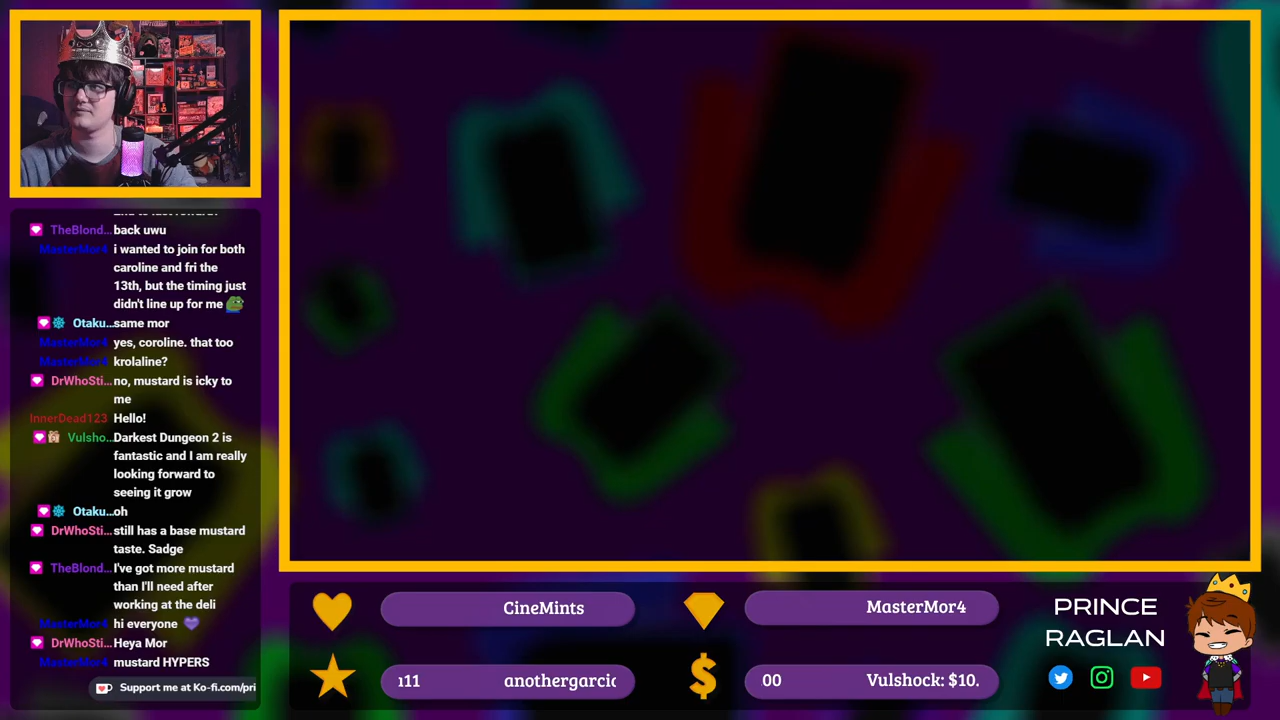 TheBlond... back uwu
MasterMor4 i wanted to join for both
caroline and fri the
13th, but the timing just
didn't line up for me
Otaku... same mor
MasterMor4 yes, coroline. that too
MasterMor4 krolaline?
DrWhoSti... no, mustard is icky to
me
InnerDead123 Hello!
Vulsho... Darkest Dungeon 2 is
fantastic and I am really
looking forward to
seeing it grow
Otaku... oh
DrWhoSti... still has a base mustard
taste. Sadge
TheBlond... I've got more mustard
than I'll need after
working at the deli
MasterMor4 hi everyone
DrWhoSti... Heya Mor
MasterMor4 mustard HYPERS
Support me at Ko-fi.com/pri
CineMints
MasterMor4
111 anothergarcic
00 Vulshock: $10.
PRINCE
RAGLAN